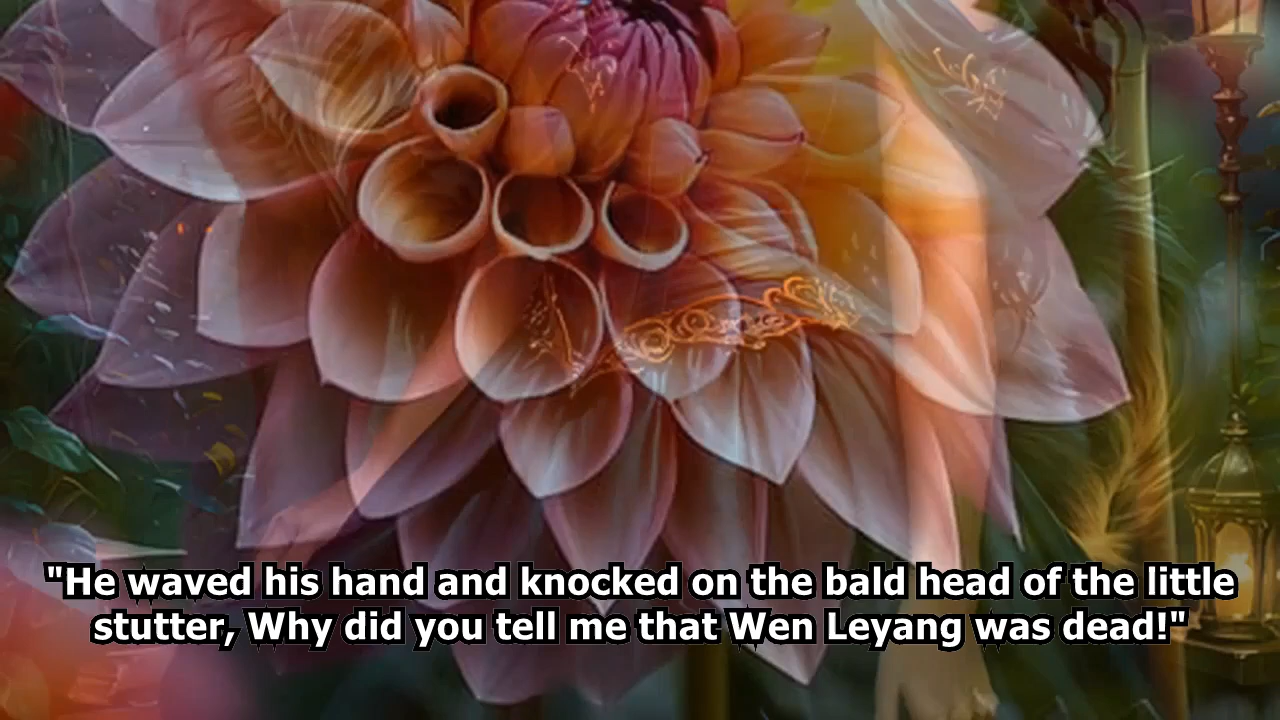 "He waved his hand and knocked on the bald head of the little
stutter, Why did you tell me that Wen Leyang was dead!"